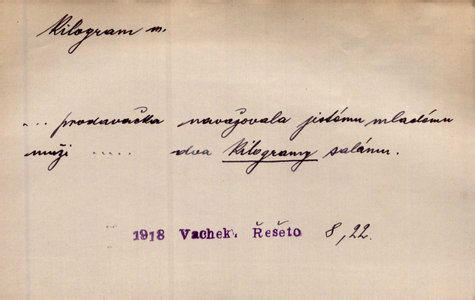 Kilogram m.
... prodavačka navažovala jistému mladému
muži ..... dva kilogramy salámu.
1918 Vachek. Řešeto 8,22.